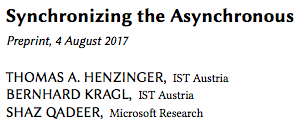 Synchronizing the Asynchronous
Preprint, 4 August 2017
THOMAS A. HENZINGER, IST Austria
BERNHARD KRAGL, IST Austria
SHAZ QADEER, Microsoft Research